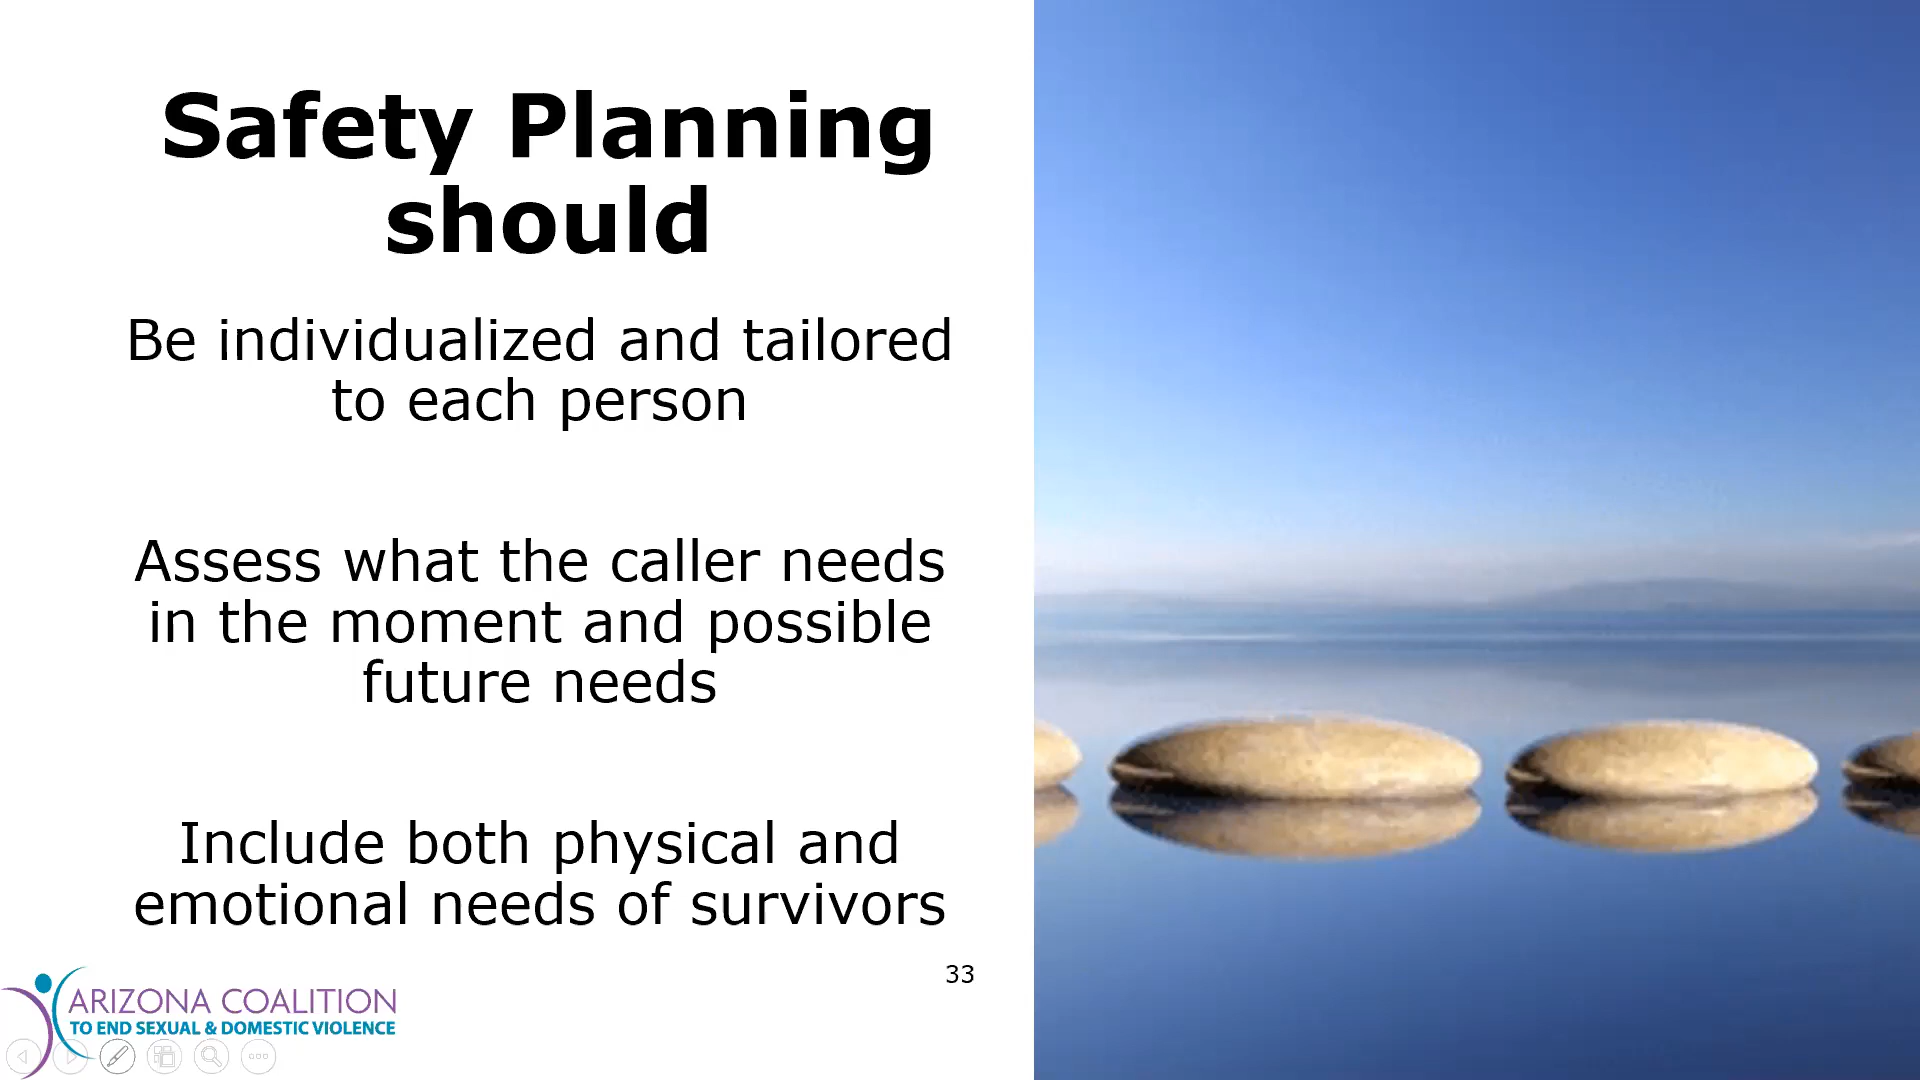 Safety Planning
should
Be individualized and tailored
to each person
Assess what the caller needs
in the moment and possible
future needs
Include both physical and
emotional needs of survivors
33
ARIZONA COALITION
TO END SEXUAL & DOMESTIC VIOLENCE